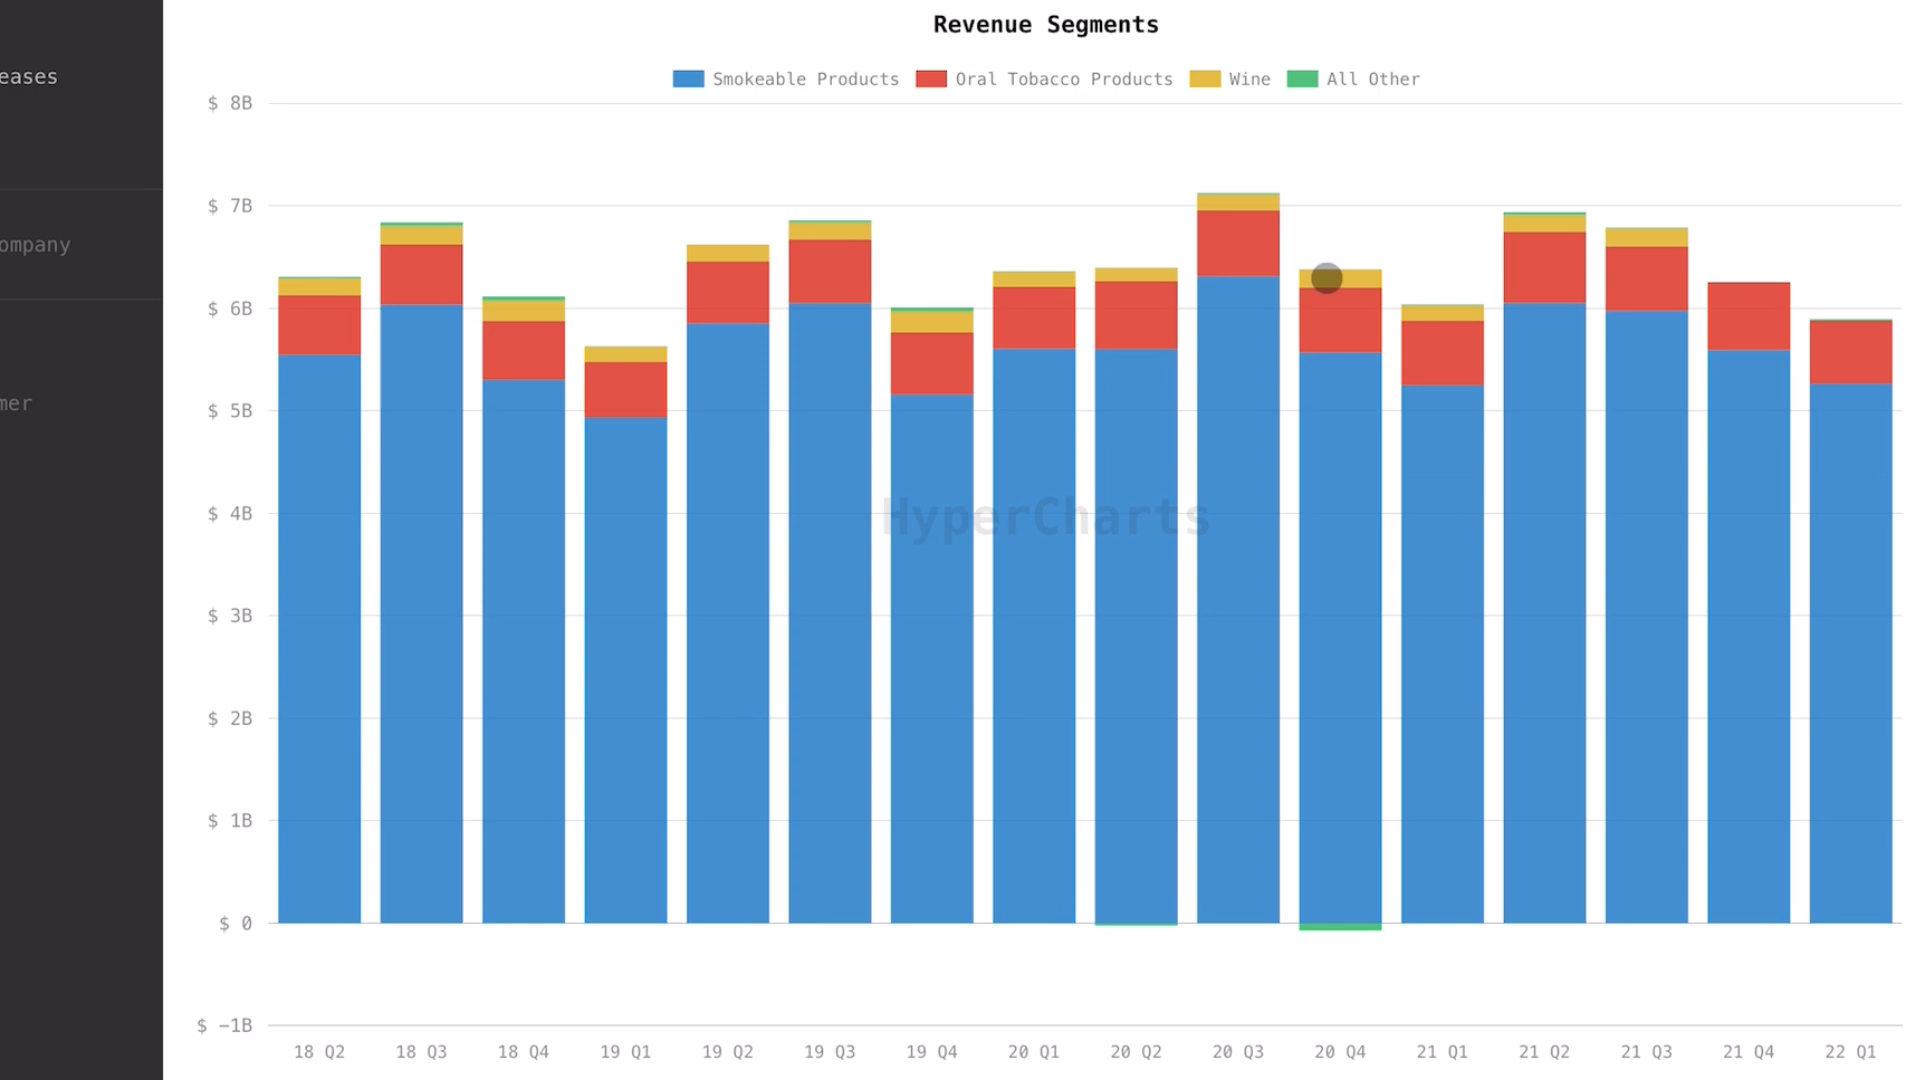 Revenue Segments
Smokeable Products Oral Tobacco Products Wine All Other
eases
ompany
mer
$ 8B
$ 7B
$ 6B
$ 5B
$ 4B
$ 3B
$ 2B
$ 1B
$ 0
$ −1B
HyperCharts
18 Q2 18 Q3 18 Q4 19 Q1 19 Q2 19 Q3 19 Q4 20 Q1 20 Q2 20 Q3 20 Q4 21 Q1 21 Q2 21 Q3 21 Q4 22 Q1